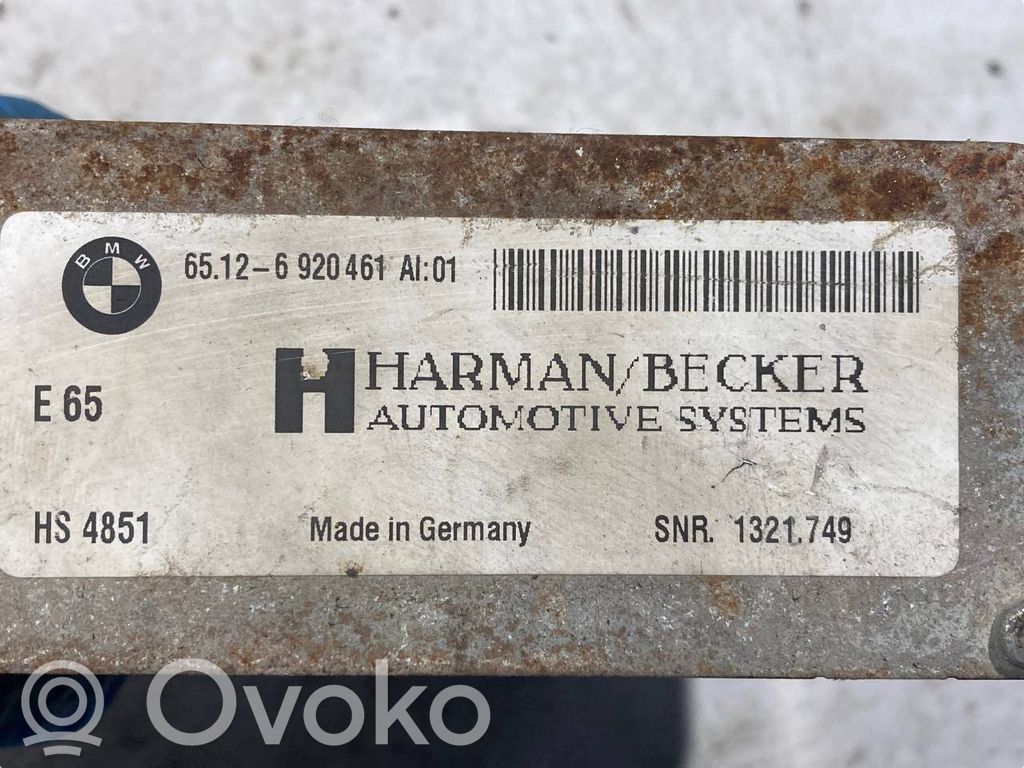 BMW
65.12-6 920 461 AI:01
HARMAN/BECKER
E 65
AUTOMOTIVE SYSTEMS
HS 4851 Made in Germany SNR. 1321.749
OVOKO